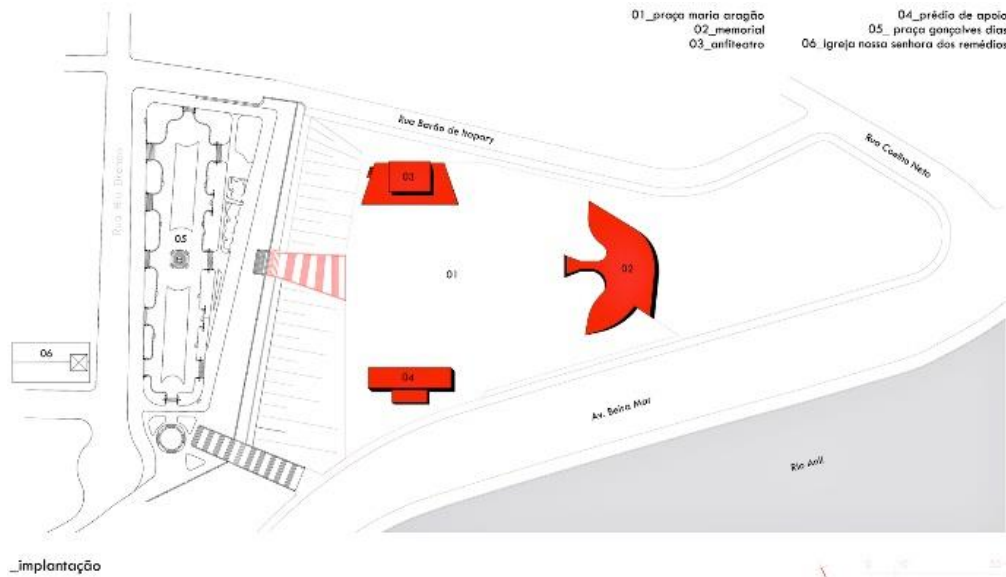 01_praça maria aragão
02_memorial
03_anfiteatro
04_prédio de apoio
05_ praça gonçalves dias
06_igreja nossa senhora dos remédios
Rua Barão de Itapary
Rua Coelho Neto
03
05
01
02
06
04
Av. Beira Mar
Rio Anil
_implantação